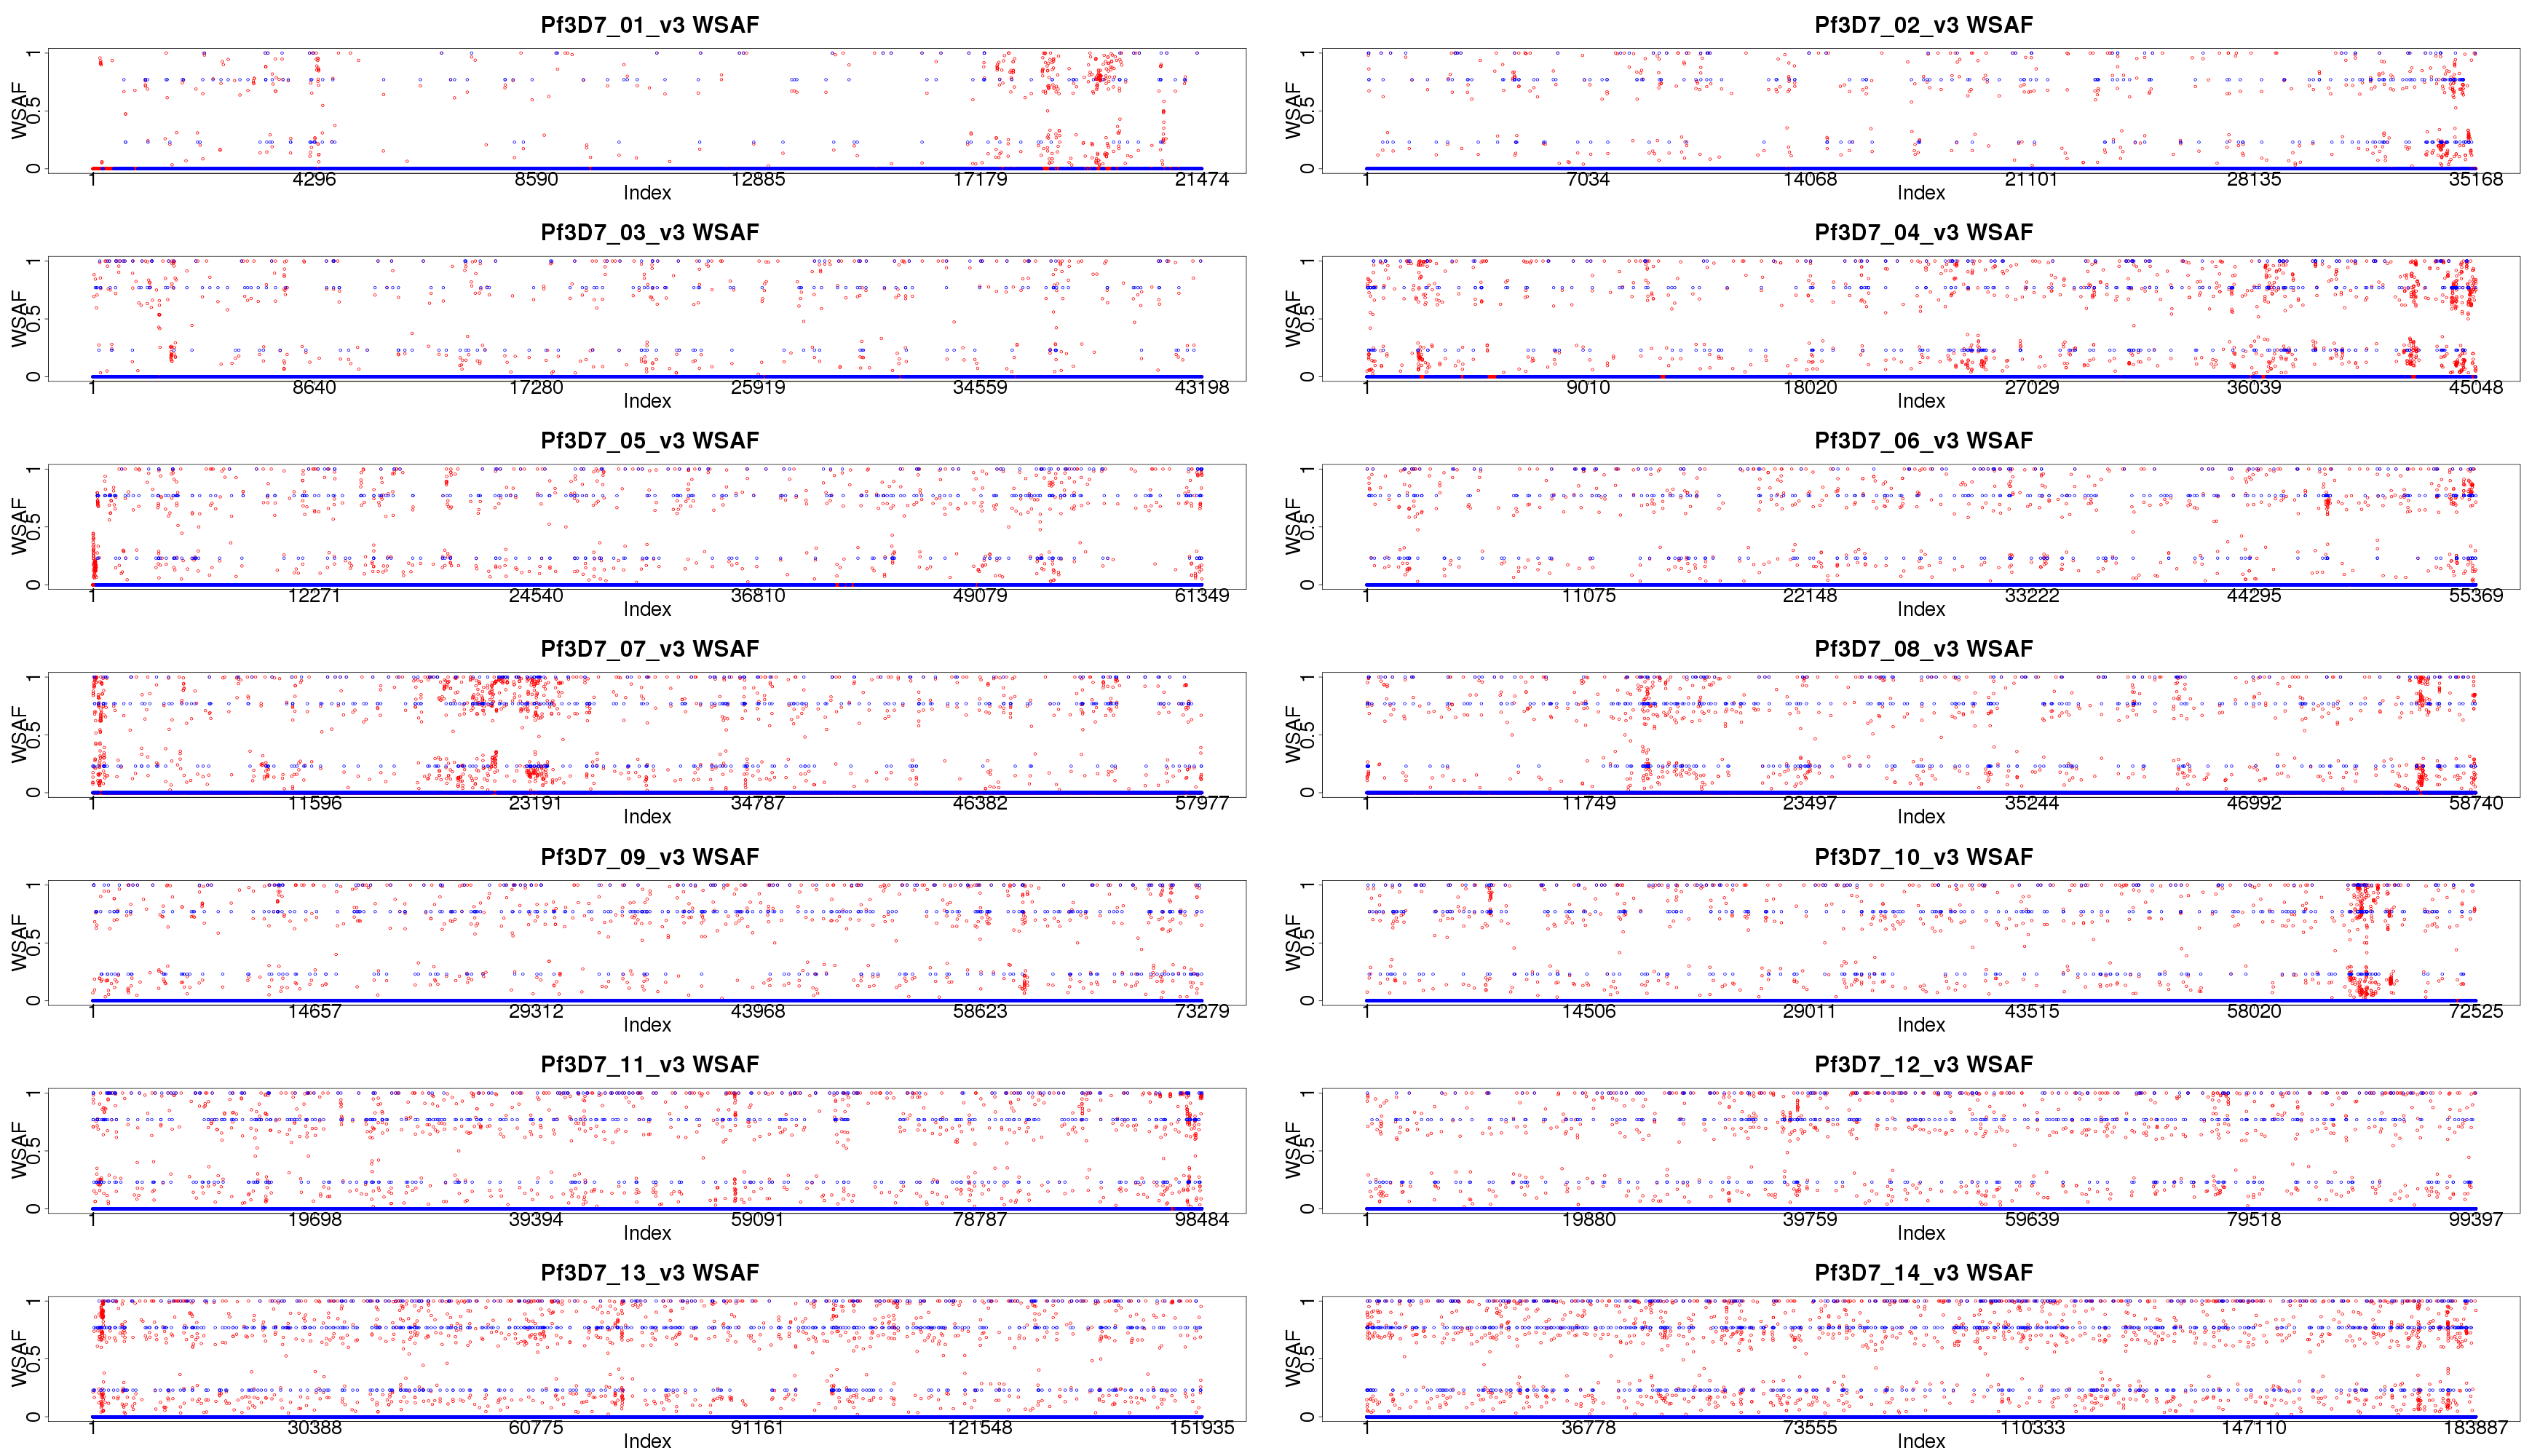 Pf3D7_01_v3 WSAF
WSAF
0 0.5 1
1 4296 8590 12885 17179 21474
Index
Pf3D7_02_v3 WSAF
WSAF
0 0.5 1
1 7034 14068 21101 28135 35168
Index
Pf3D7_03_v3 WSAF
WSAF
0 0.5 1
1 8640 17280 25919 34559 43198
Index
Pf3D7_04_v3 WSAF
WSAF
0 0.5 1
1 9010 18020 27029 36039 45048
Index
Pf3D7_05_v3 WSAF
WSAF
0 0.5 1
1 12271 24540 36810 49079 61349
Index
Pf3D7_06_v3 WSAF
WSAF
0 0.5 1
1 11075 22148 33222 44295 55369
Index
Pf3D7_07_v3 WSAF
WSAF
0 0.5 1
1 11596 23191 34787 46382 57977
Index
Pf3D7_08_v3 WSAF
WSAF
0 0.5 1
1 11749 23497 35244 46992 58740
Index
Pf3D7_09_v3 WSAF
WSAF
0 0.5 1
1 14657 29312 43968 58623 73279
Index
Pf3D7_10_v3 WSAF
WSAF
0 0.5 1
1 14506 29011 43515 58020 72525
Index
Pf3D7_11_v3 WSAF
WSAF
0 0.5 1
1 19698 39394 59091 78787 98484
Index
Pf3D7_12_v3 WSAF
WSAF
0 0.5 1
1 19880 39759 59639 79518 99397
Index
Pf3D7_13_v3 WSAF
WSAF
0 0.5 1
1 30388 60775 91161 121548 151935
Index
Pf3D7_14_v3 WSAF
WSAF
0 0.5 1
1 36778 73555 110333 147110 183887
Index